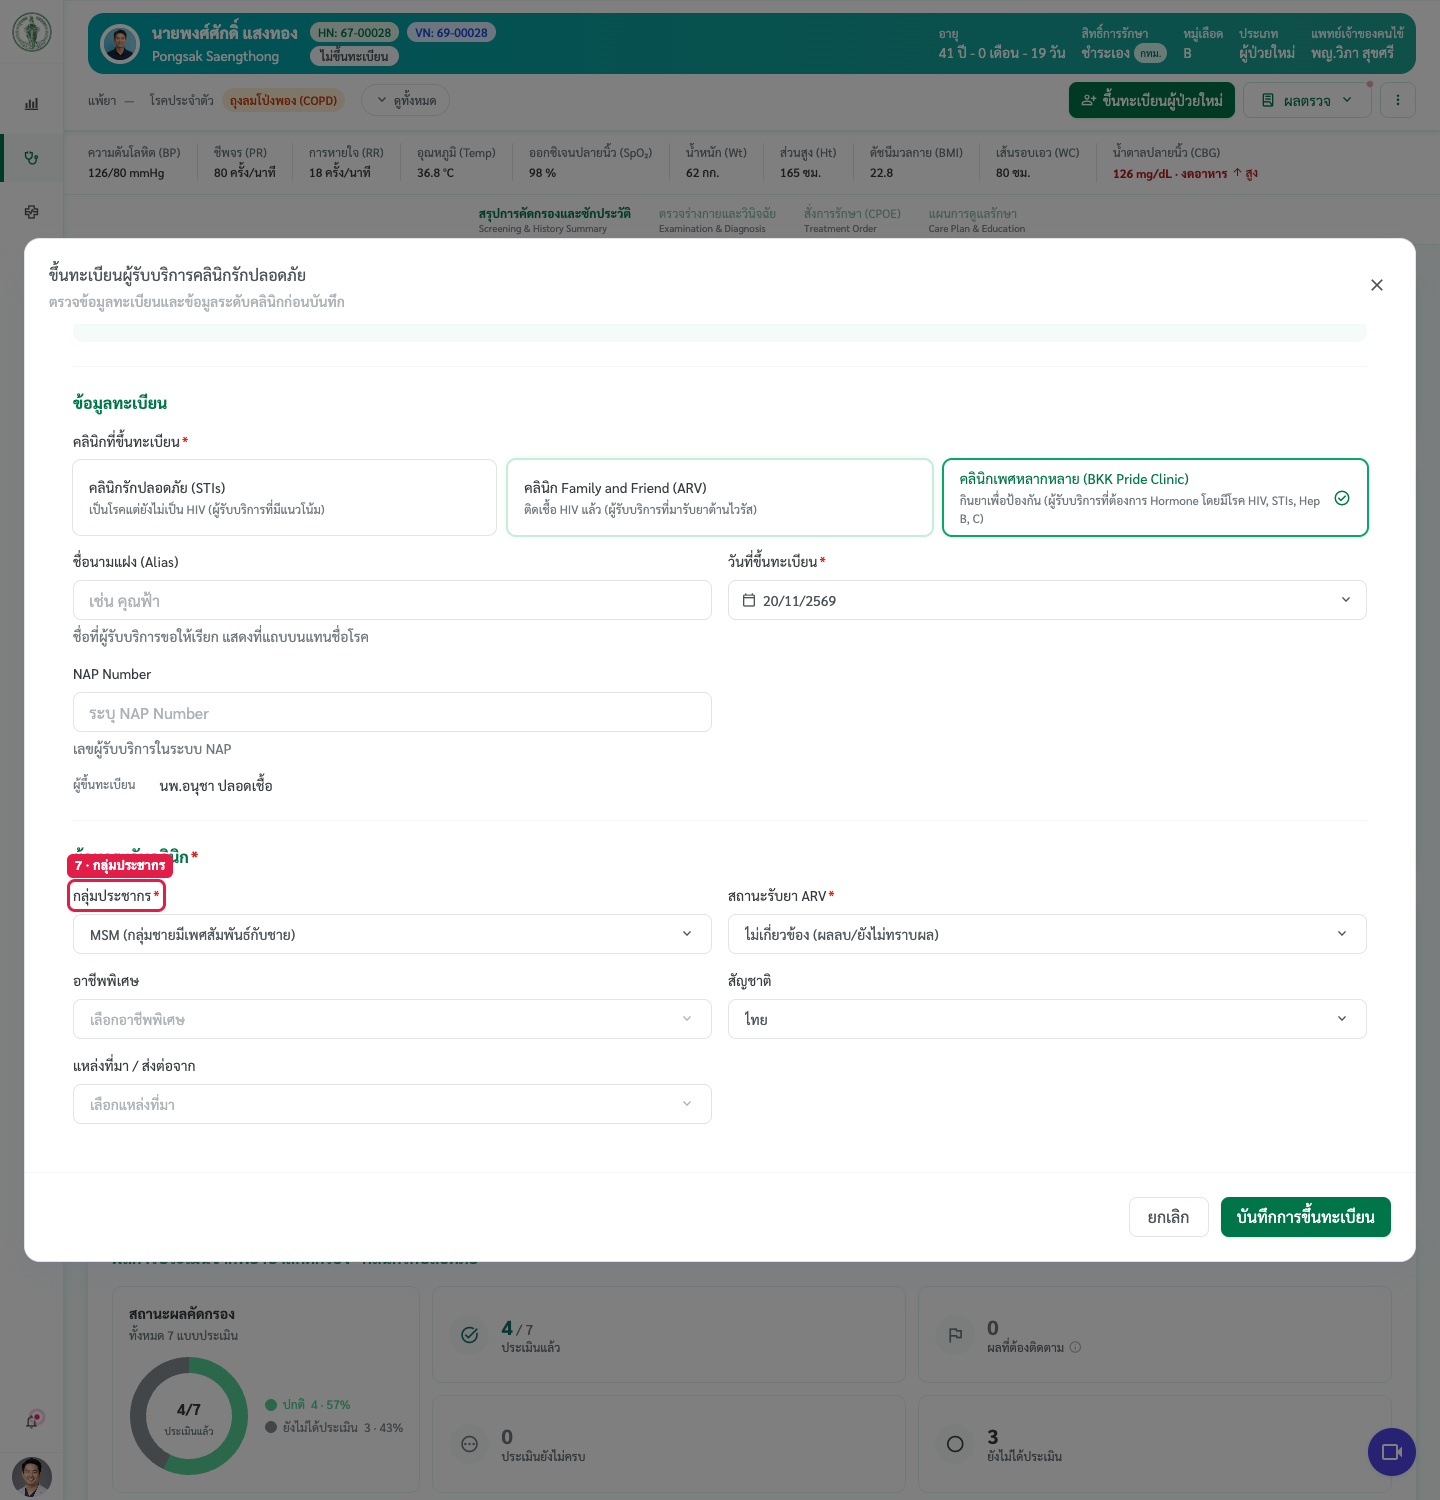 นายพงศ์ศักดิ์ แสงทอง
HN: 67-00028
VN: 69-00028
Pongsak Saengthong
ไม่ขึ้นทะเบียน
อายุ
41 ปี - 0 เดือน - 19 วัน
สิทธิ์การรักษา
ชำระเอง กทม.
หมู่เลือด
B
ประเภท
ผู้ป่วยใหม่
แพทย์เจ้าของคนไข้
พญ.วิภา สุขศรี
แพ้ยา —
โรคประจำตัว ถุงลมโป่งพอง (COPD)
ดูทั้งหมด
ขึ้นทะเบียนผู้ป่วยใหม่
ผลตรวจ
ความดันโลหิต (BP)
126/80 mmHg
ชีพจร (PR)
80 ครั้ง/นาที
การหายใจ (RR)
18 ครั้ง/นาที
อุณหภูมิ (Temp)
36.8 °C
ออกซิเจนปลายนิ้ว (SpO₂)
98 %
น้ำหนัก (Wt)
62 กก.
ส่วนสูง (Ht)
165 ซม.
ดัชนีมวลกาย (BMI)
22.8
เส้นรอบเอว (WC)
80 ซม.
น้ำตาลปลายนิ้ว (CBG)
126 mg/dL · งดอาหาร ↑ สูง
สรุปการคัดกรองและซักประวัติ
Screening & History Summary
ตรวจร่างกายและวินิจฉัย
Examination & Diagnosis
สั่งการรักษา (CPOE)
Treatment Order
แผนการดูแลรักษา
Care Plan & Education
ขึ้นทะเบียนผู้รับบริการคลินิกรักปลอดภัย
ตรวจข้อมูลทะเบียนและข้อมูลระดับคลินิกก่อนบันทึก
ข้อมูลทะเบียน
คลินิกที่ขึ้นทะเบียน *
คลินิกรักปลอดภัย (STIs)
เป็นโรคแต่ยังไม่เป็น HIV (ผู้รับบริการที่มีแนวโน้ม)
คลินิก Family and Friend (ARV)
ติดเชื้อ HIV แล้ว (ผู้รับบริการที่มารับยาต้านไวรัส)
คลินิกเพศหลากหลาย (BKK Pride Clinic)
กินยาเพื่อป้องกัน (ผู้รับบริการที่ต้องการ Hormone โดยมีโรค HIV, STIs, Hep
B, C)
ชื่อนามแฝง (Alias)
วันที่ขึ้นทะเบียน *
เช่น คุณฟ้า
20/11/2569
ชื่อที่ผู้รับบริการขอให้เรียก แสดงที่แถบบนแทนชื่อโรค
NAP Number
ระบุ NAP Number
เลขผู้รับบริการในระบบ NAP
ผู้ขึ้นทะเบียน นพ.อนุชา ปลอดเชื้อ
7 · กลุ่มประชากร
กลุ่มประชากร *
สถานะรับยา ARV *
MSM (กลุ่มชายมีเพศสัมพันธ์กับชาย)
ไม่เกี่ยวข้อง (ผลลบ/ยังไม่ทราบผล)
อาชีพพิเศษ
สัญชาติ
เลือกอาชีพพิเศษ
ไทย
แหล่งที่มา / ส่งต่อจาก
เลือกแหล่งที่มา
ยกเลิก
บันทึกการขึ้นทะเบียน
สถานะผลคัดกรอง
ทั้งหมด 7 แบบประเมิน
4/7
ประเมินแล้ว
ปกติ 4 · 57%
ยังไม่ได้ประเมิน 3 · 43%
4 / 7
ประเมินแล้ว
0
ผลที่ต้องติดตาม
0
ประเมินยังไม่ครบ
3
ยังไม่ได้ประเมิน